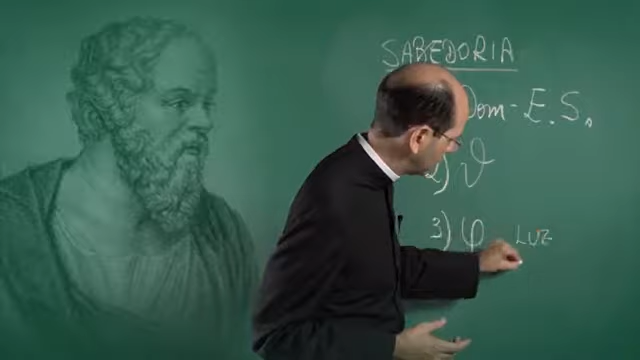 SABEDORIA
Dom - E. S.
2) ϑ
3) φ LUZ